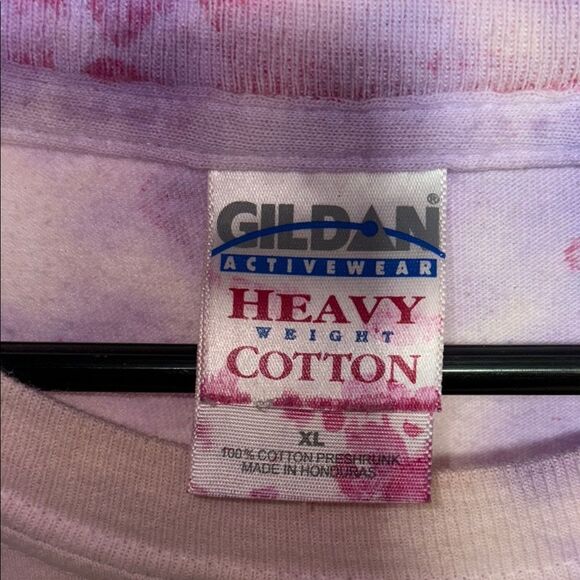 GILDAN®
ACTIVEWEAR
HEAVY
WEIGHT
COTTON
XL
100% COTTON PRESHRUNK
MADE IN HONDURAS